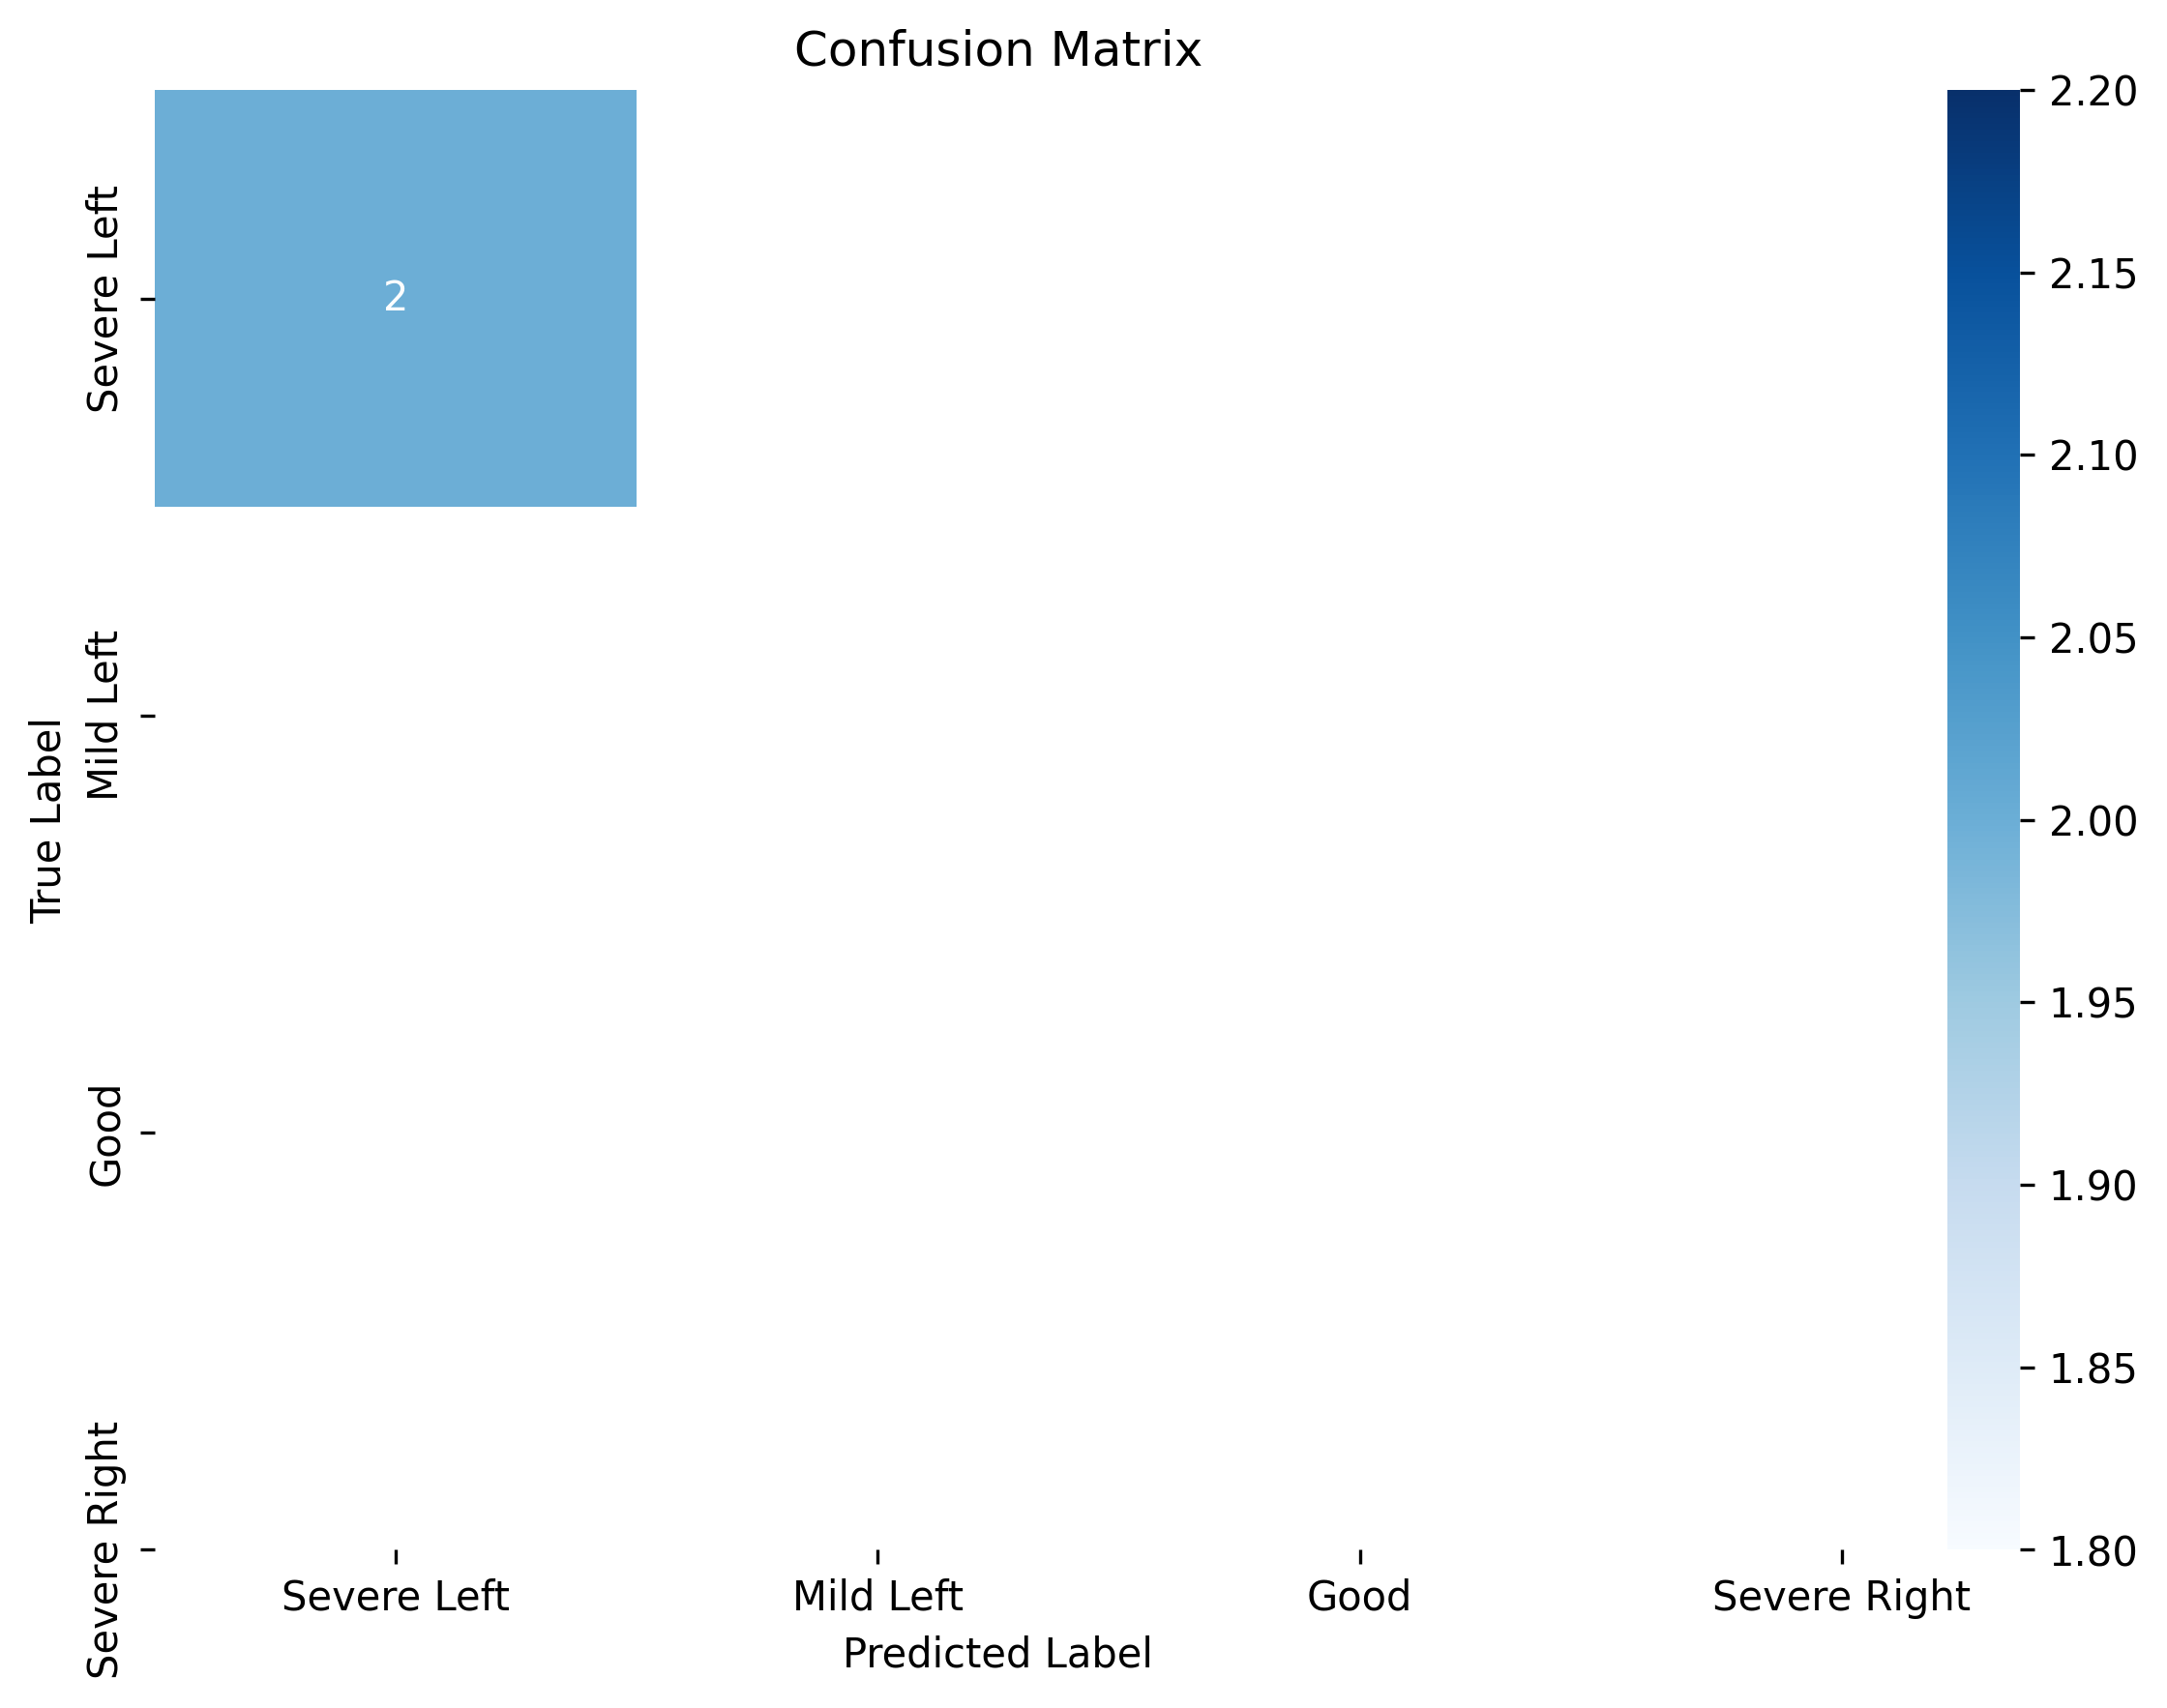 Confusion Matrix
True Label
Severe Left
Mild Left
Good
Severe Right
2
Severe Left
Mild Left
Good
Severe Right
Predicted Label
2.20
2.15
2.10
2.05
2.00
1.95
1.90
1.85
1.80